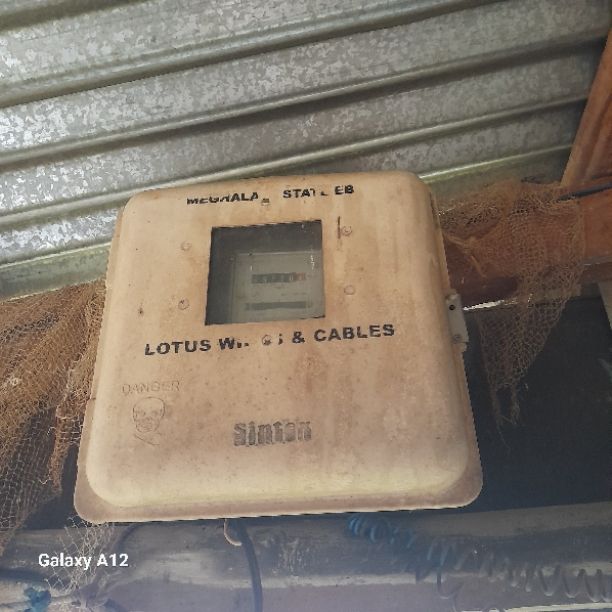 STATE EB
LOTUS & CABLES
DANGER
Sintex
Galaxy A12